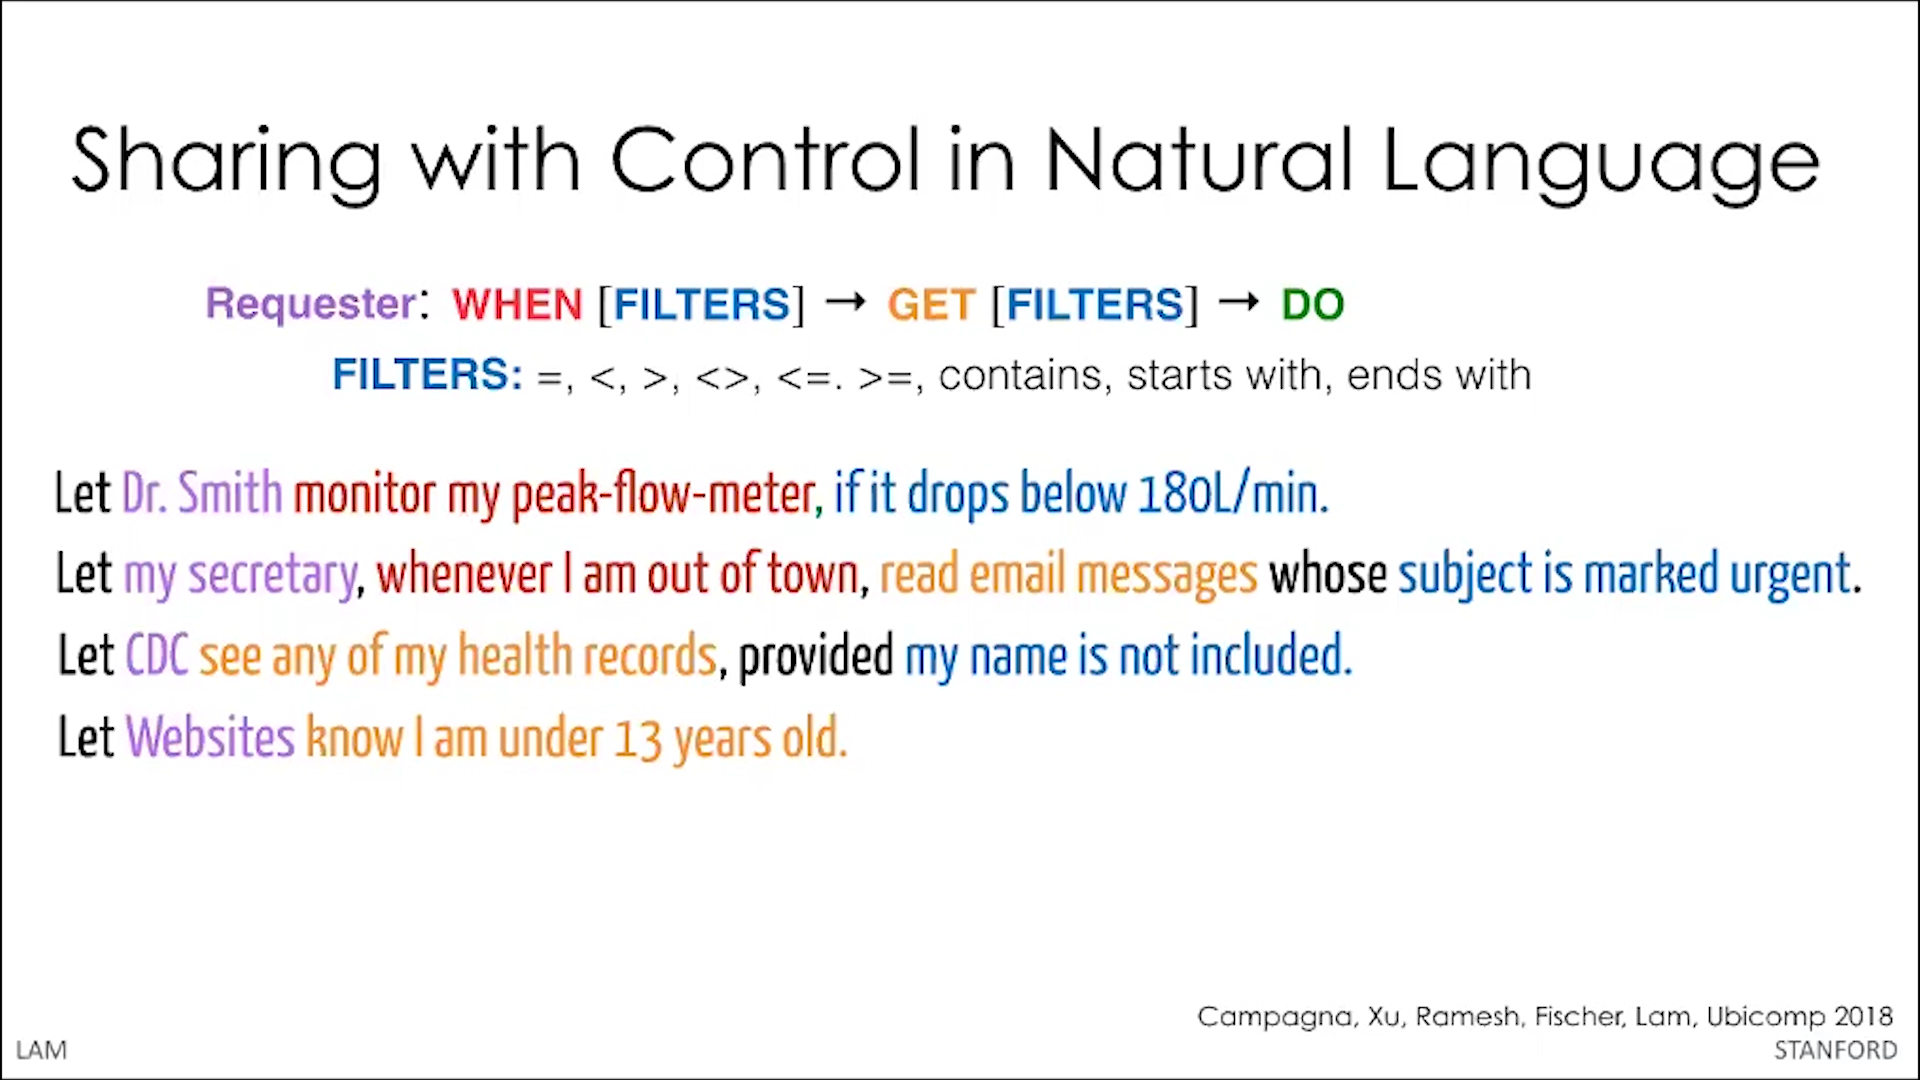 Sharing with Control in Natural Language
Requester: WHEN [FILTERS] → GET [FILTERS] → DO
FILTERS: =, <, >, <>, <=. >=, contains, starts with, ends with
Let Dr. Smith monitor my peak-flow-meter, if it drops below 180L/min.
Let my secretary, whenever I am out of town, read email messages whose subject is marked urgent.
Let CDC see any of my health records, provided my name is not included.
Let Websites know I am under 13 years old.
Campagna, Xu, Ramesh, Fischer, Lam, Ubicomp 2018
LAM
STANFORD